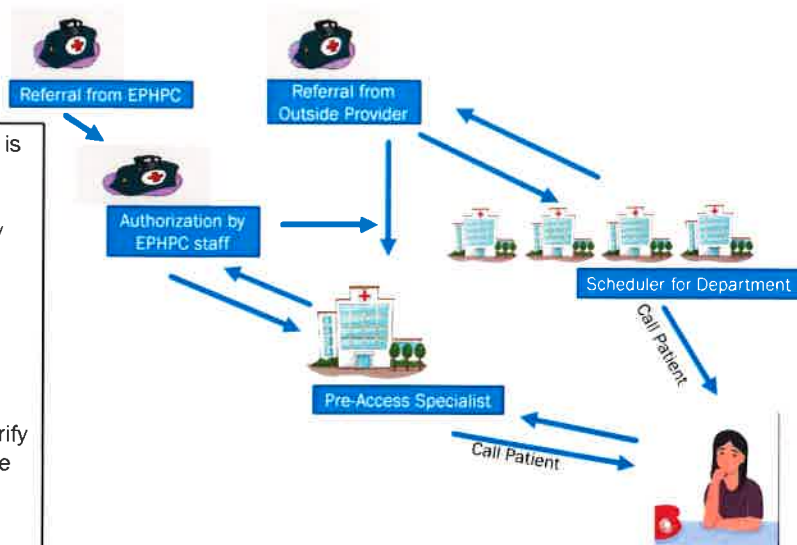 Referral from EPHPC
Referral from
Outside Provider
is
Authorization by
EPHPC staff
Scheduler for Department
Call Patient
Pre-Access Specialist
Call Patient